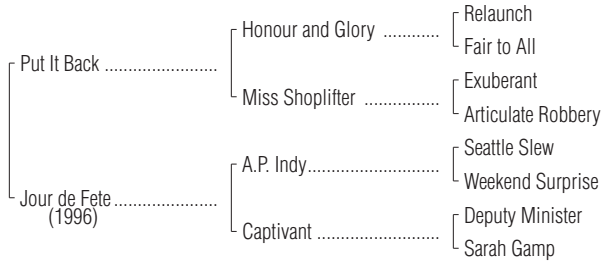 Relaunch
Honour and Glory ............
Fair to All
Put It Back ........................
Exuberant
Miss Shoplifter ................
Articulate Robbery
Seattle Slew
A.P. Indy............................
Weekend Surprise
Jour de Fete......................
(1996)
Deputy Minister
Captivant ..........................
Sarah Gamp